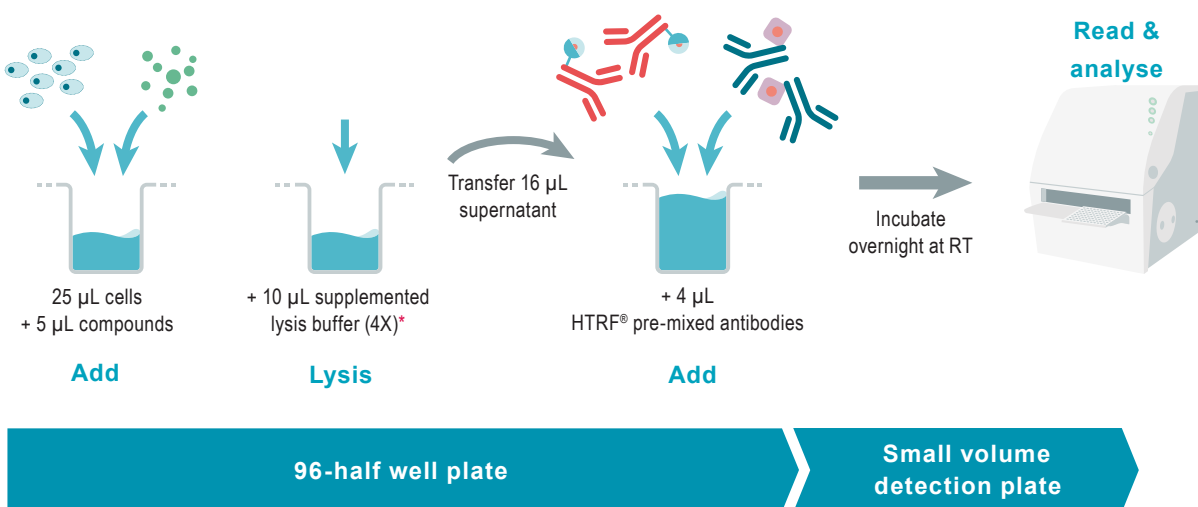 Read &
analyse
Transfer 16 µL
supernatant
Incubate
overnight at RT
25 µL cells
+ 5 µL compounds
+ 10 µL supplemented
lysis buffer (4X)*
+ 4 µL
HTRF® pre-mixed antibodies
Add
Lysis
Add
96-half well plate
Small volume
detection plate